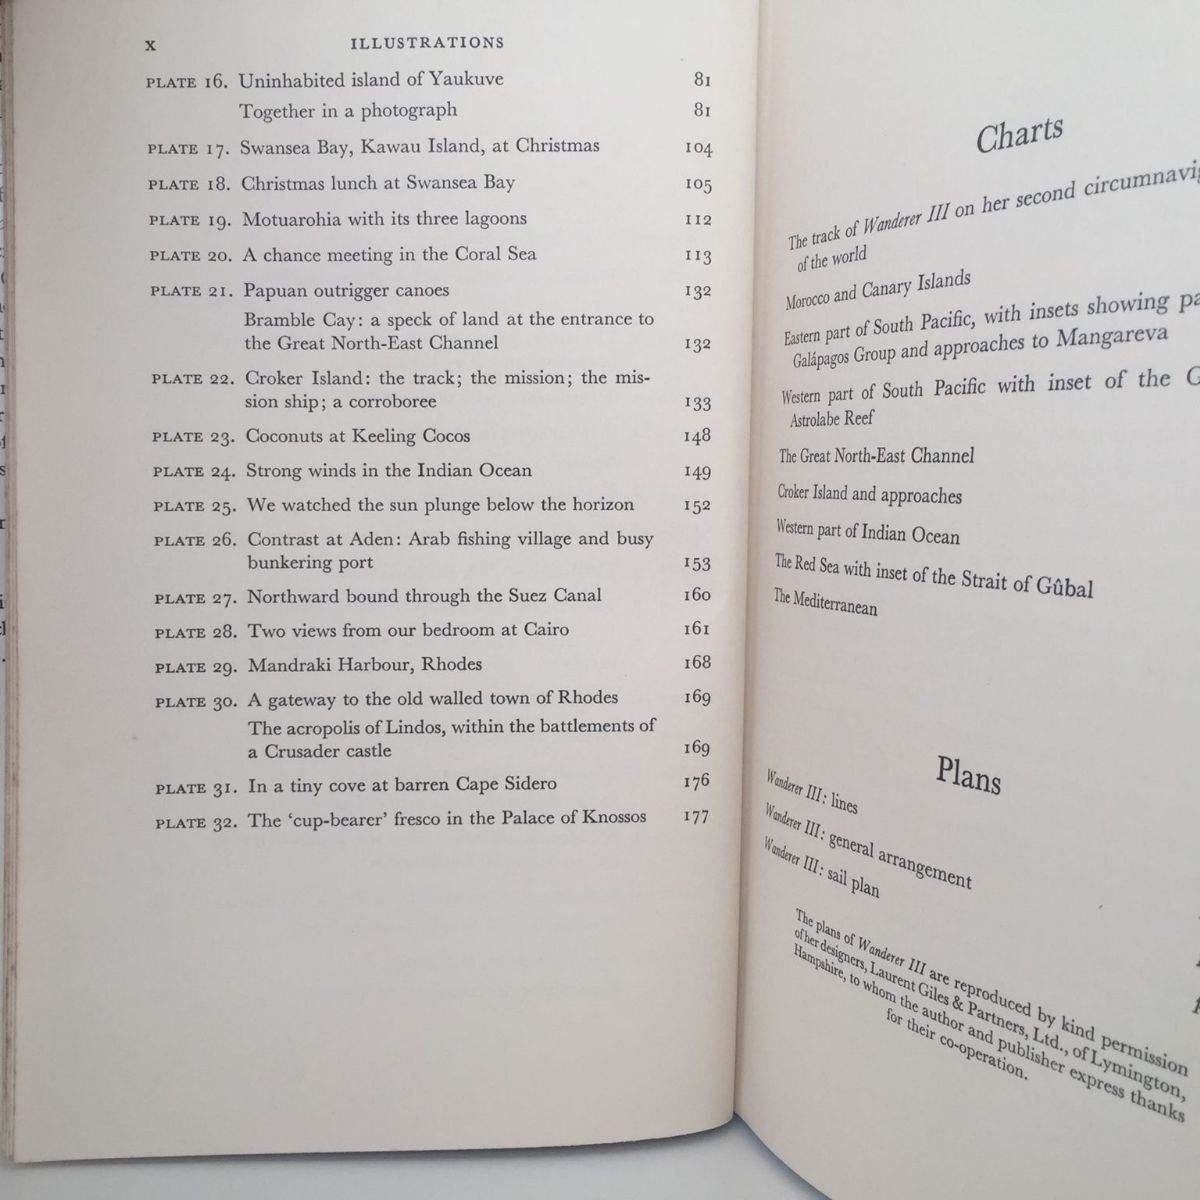 x ILLUSTRATIONS
PLATE 16. Uninhabited island of Yaukuve 81
Together in a photograph 81
PLATE 17. Swansea Bay, Kawau Island, at Christmas 104
PLATE 18. Christmas lunch at Swansea Bay 105
PLATE 19. Motuarohia with its three lagoons 112
PLATE 20. A chance meeting in the Coral Sea 113
PLATE 21. Papuan outrigger canoes 132
Bramble Cay: a speck of land at the entrance to
the Great North-East Channel 132
PLATE 22. Croker Island: the track; the mission; the mis-
sion ship; a corroboree 133
PLATE 23. Coconuts at Keeling Cocos 148
PLATE 24. Strong winds in the Indian Ocean 149
PLATE 25. We watched the sun plunge below the horizon 152
PLATE 26. Contrast at Aden: Arab fishing village and busy
bunkering port 153
PLATE 27. Northward bound through the Suez Canal 160
PLATE 28. Two views from our bedroom at Cairo 161
PLATE 29. Mandraki Harbour, Rhodes 168
PLATE 30. A gateway to the old walled town of Rhodes 169
The acropolis of Lindos, within the battlements of
a Crusader castle 169
PLATE 31. In a tiny cove at barren Cape Sidero 176
PLATE 32. The ‘cup-bearer’ fresco in the Palace of Knossos 177
Charts
The track of Wanderer III on her second
of the world
Morocco and Canary Islands
Eastern part of South Pacific, with insets showing
Galápagos Group and approaches to Mangareva
Western part of South Pacific with inset of the
Astrolabe Reef
The Great North-East Channel
Croker Island and approaches
Western part of Indian Ocean
The Red Sea with inset of the Strait of Gûbal
The Mediterranean
Plans
Wanderer III: lines
Wanderer III: general arrangement
Wanderer III: sail plan
The plans of Wanderer III are reproduced by kind permission
of her designers, Laurent Giles & Partners, Ltd., of Lymington,
Hampshire, to whom the author and publisher express thanks
for their co-operation.